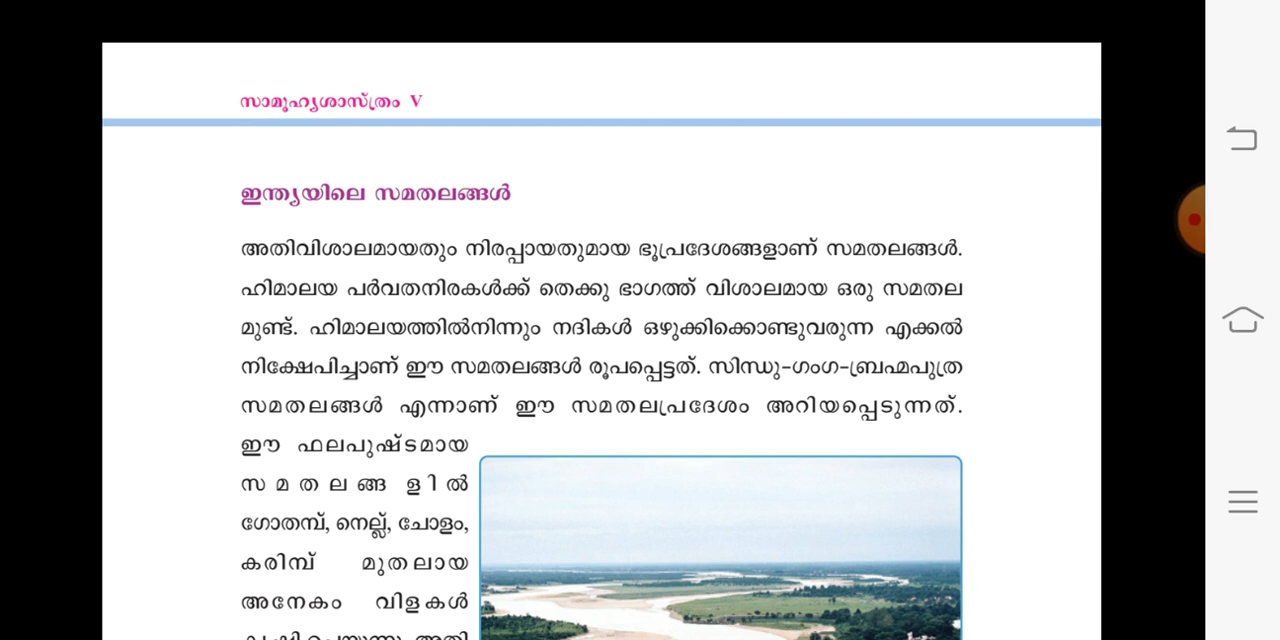 സാമൂഹ്യശാസ്ത്രം V
ഇന്ത്യയിലെ സമതലങ്ങൾ
അതിവിശാലമായതും നിരപ്പായതുമായ ഭൂപ്രദേശങ്ങളാണ് സമതലങ്ങൾ.
ഹിമാലയ പർവതനിരകൾക്ക് തെക്കു ഭാഗത്ത് വിശാലമായ ഒരു സമതല
മുണ്ട്. ഹിമാലയത്തിൽനിന്നും നദികൾ ഒഴുക്കിക്കൊണ്ടുവരുന്ന എക്കൽ
നിക്ഷേപിച്ചാണ് ഈ സമതലങ്ങൾ രൂപപ്പെട്ടത്. സിന്ധു-ഗംഗ-ബ്രഹ്മപുത്ര
സമതലങ്ങൾ എന്നാണ് ഈ സമതലപ്രദേശം അറിയപ്പെടുന്നത്.
ഈ ഫലപുഷ്ടമായ
സമതലങ്ങളിൽ
ഗോതമ്പ്, നെല്ല്, ചോളം,
കരിമ്പ് മുതലായ
അനേകം വിളകൾ